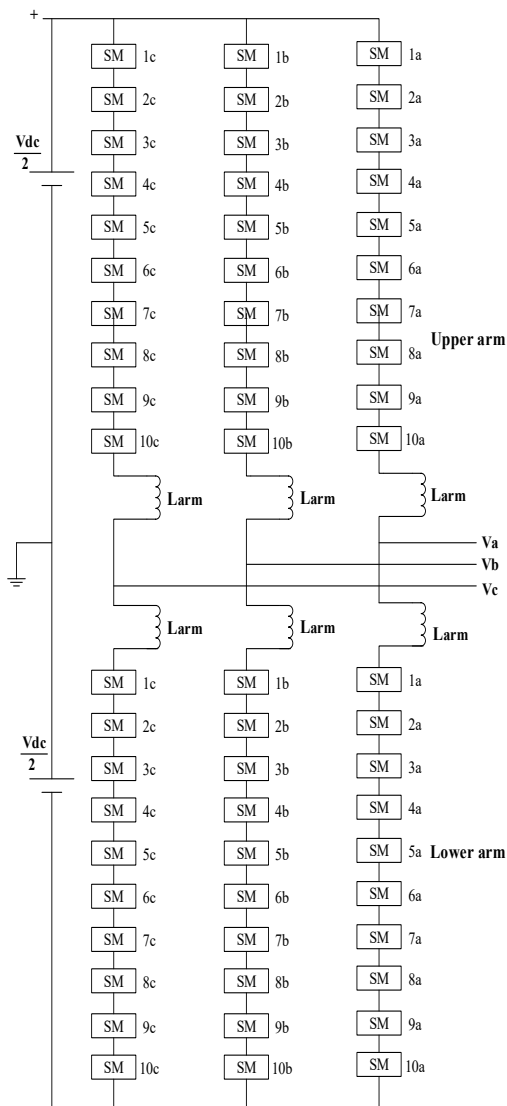 +
SM 1c SM 1b SM 1a
SM 2c SM 2b SM 2a
SM 3c SM 3b SM 3a
Vdc
2
SM 4c SM 4b SM 4a
SM 5c SM 5b SM 5a
SM 6c SM 6b SM 6a
SM 7c SM 7b SM 7a
Upper arm
SM 8c SM 8b SM 8a
SM 9c SM 9b SM 9a
SM 10c SM 10b SM 10a
Larm Larm Larm
Va
Vb
Vc
Larm Larm Larm
SM 1c SM 1b SM 1a
SM 2c SM 2b SM 2a
Vdc
2
SM 3c SM 3b SM 3a
SM 4c SM 4b SM 4a
SM 5c SM 5b SM 5a Lower arm
SM 6c SM 6b SM 6a
SM 7c SM 7b SM 7a
SM 8c SM 8b SM 8a
SM 9c SM 9b SM 9a
SM 10c SM 10b SM 10a